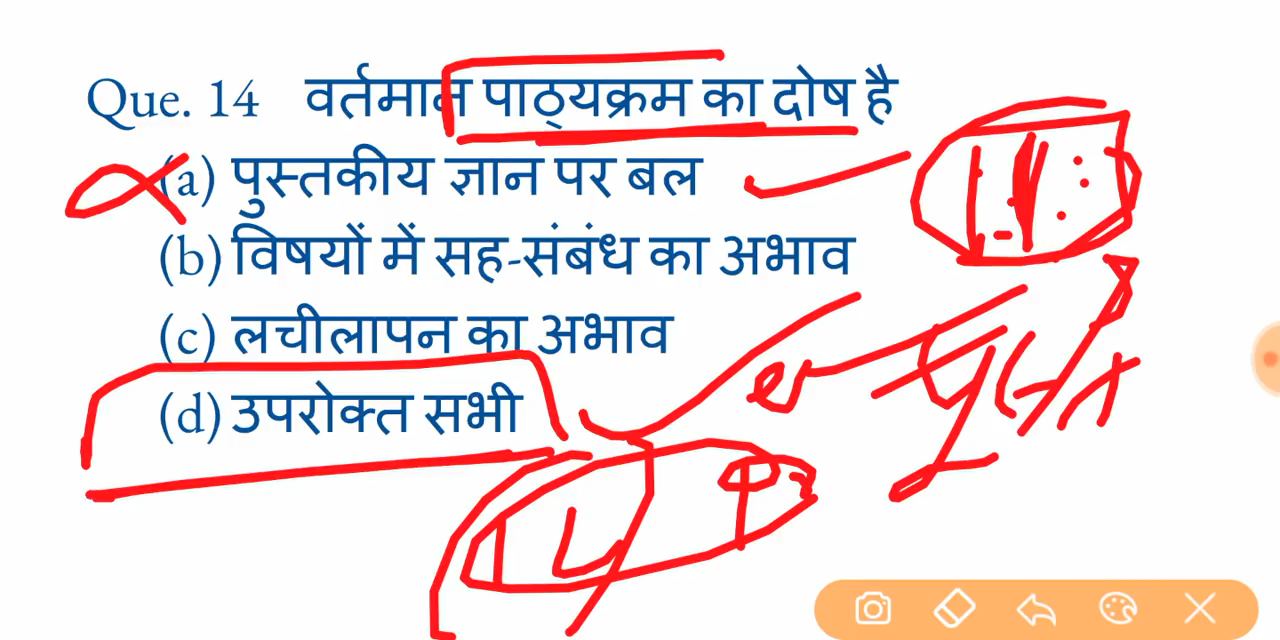 Que. 14 वर्तमान पाठ्यक्रम का दोष है
(a) पुस्तकीय ज्ञान पर बल
(b) विषयों में सह-संबंध का अभाव
(c) लचीलापन का अभाव
(d) उपरोक्त सभी